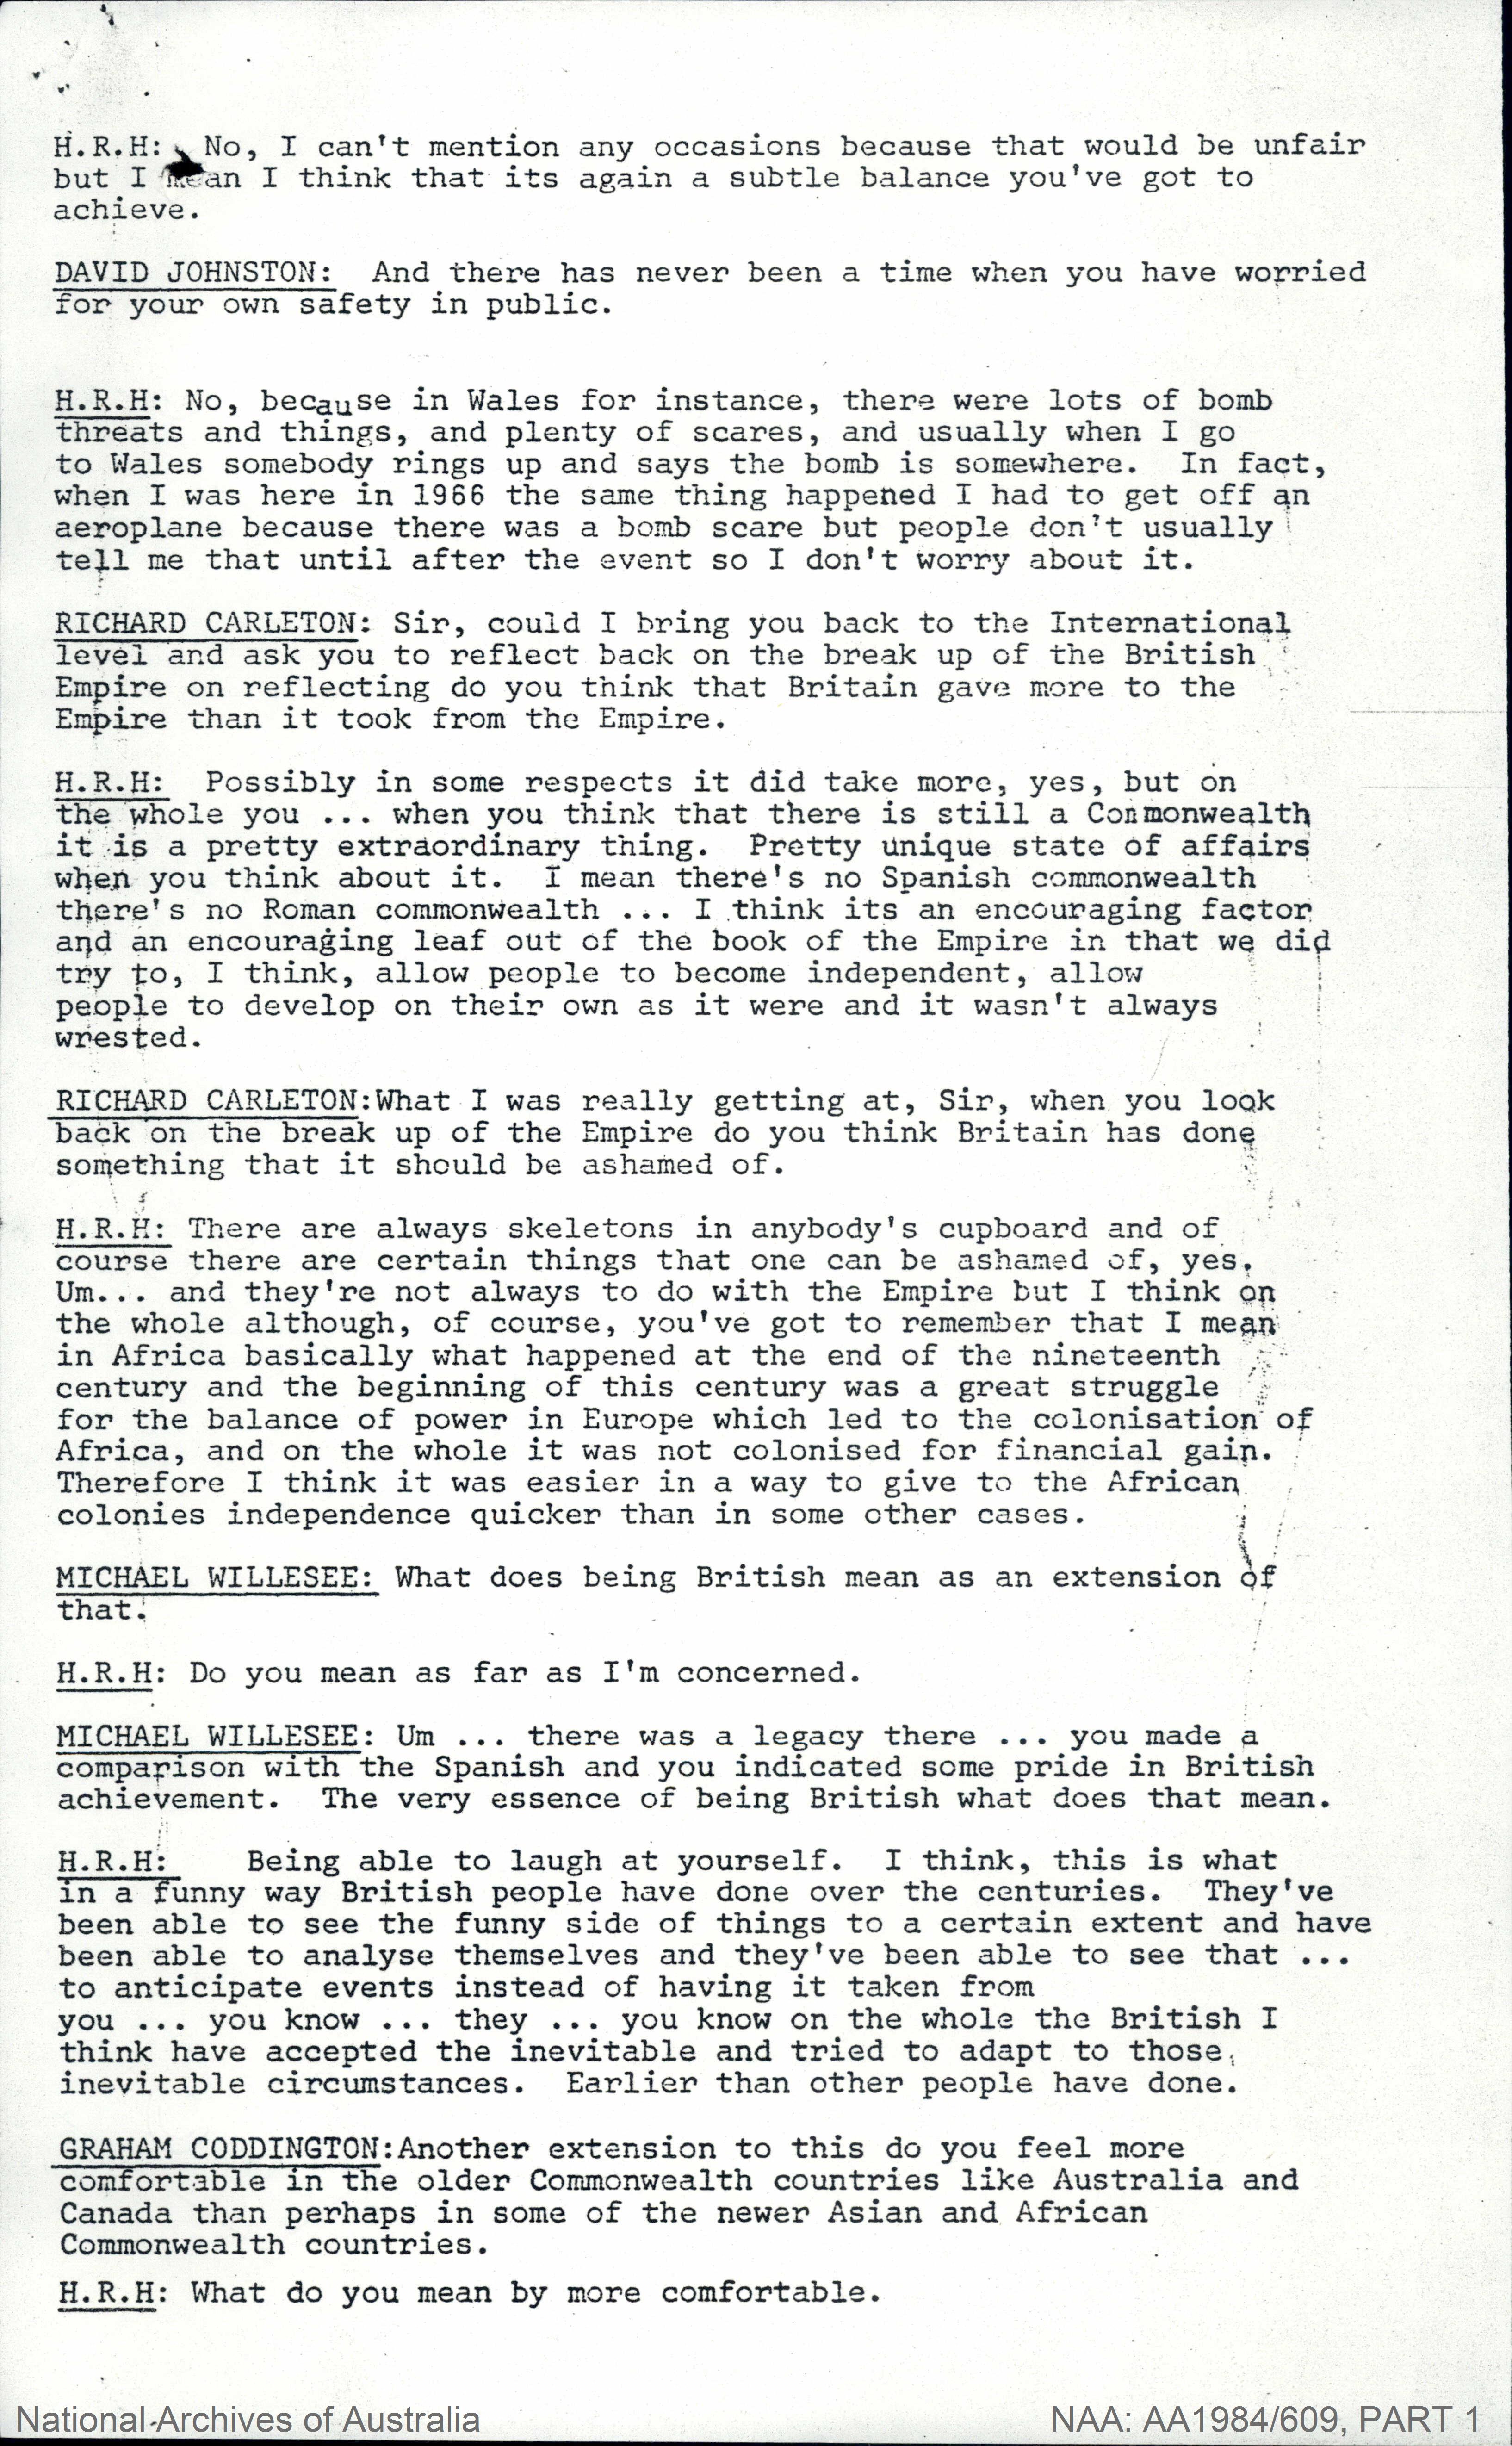 H.R.H: No, I can't mention any occasions because that would be unfair
but I mean I think that its again a subtle balance you've got to
achieve.
DAVID JOHNSTON: And there has never been a time when you have worried
for your own safety in public.
H.R.H: No, because in Wales for instance, there were lots of bomb
threats and things, and plenty of scares, and usually when I go
to Wales somebody rings up and says the bomb is somewhere. In fact,
when I was here in 1966 the same thing happened I had to get off an
aeroplane because there was a bomb scare but people don't usually
tell me that until after the event so I don't worry about it.
RICHARD CARLETON: Sir, could I bring you back to the International
level and ask you to reflect back on the break up of the British
Empire on reflecting do you think that Britain gave more to the
Empire than it took from the Empire.
H.R.H: Possibly in some respects it did take more, yes, but on
the whole you ... when you think that there is still a Conmonwealth
it is a pretty extraordinary thing. Pretty unique state of affairs
when you think about it. I mean there's no Spanish commonwealth
there's no Roman commonwealth ... I think its an encouraging factor
and an encouraging leaf out of the book of the Empire in that we did
try to, I think, allow people to become independent, allow
people to develop on their own as it were and it wasn't always
wrested.
RICHARD CARLETON:What I was really getting at, Sir, when you look
back on the break up of the Empire do you think Britain has done
something that it should be ashamed of.
H.R.H: There are always skeletons in anybody's cupboard and of
course there are certain things that one can be ashamed of, yes.
Um... and they're not always to do with the Empire but I think on
the whole although, of course, you've got to remember that I mean
in Africa basically what happened at the end of the nineteenth
century and the beginning of this century was a great struggle
for the balance of power in Europe which led to the colonisation of
Africa, and on the whole it was not colonised for financial gain.
Therefore I think it was easier in a way to give to the African
colonies independence quicker than in some other cases.
MICHAEL WILLESEE: What does being British mean as an extension of
that.
H.R.H: Do you mean as far as I'm concerned.
MICHAEL WILLESEE: Um ... there was a legacy there ... you made a
comparison with the Spanish and you indicated some pride in British
achievement. The very essence of being British what does that mean.
H.R.H: Being able to laugh at yourself. I think, this is what
in a funny way British people have done over the centuries. They've
been able to see the funny side of things to a certain extent and have
been able to analyse themselves and they've been able to see that ...
to anticipate events instead of having it taken from
you ... you know ... they ... you know on the whole the British I
think have accepted the inevitable and tried to adapt to those
inevitable circumstances. Earlier than other people have done.
GRAHAM CODDINGTON:Another extension to this do you feel more
comfortable in the older Commonwealth countries like Australia and
Canada than perhaps in some of the newer Asian and African
Commonwealth countries.
H.R.H: What do you mean by more comfortable.
National Archives of Australia
NAA: AA1984/609, PART 1